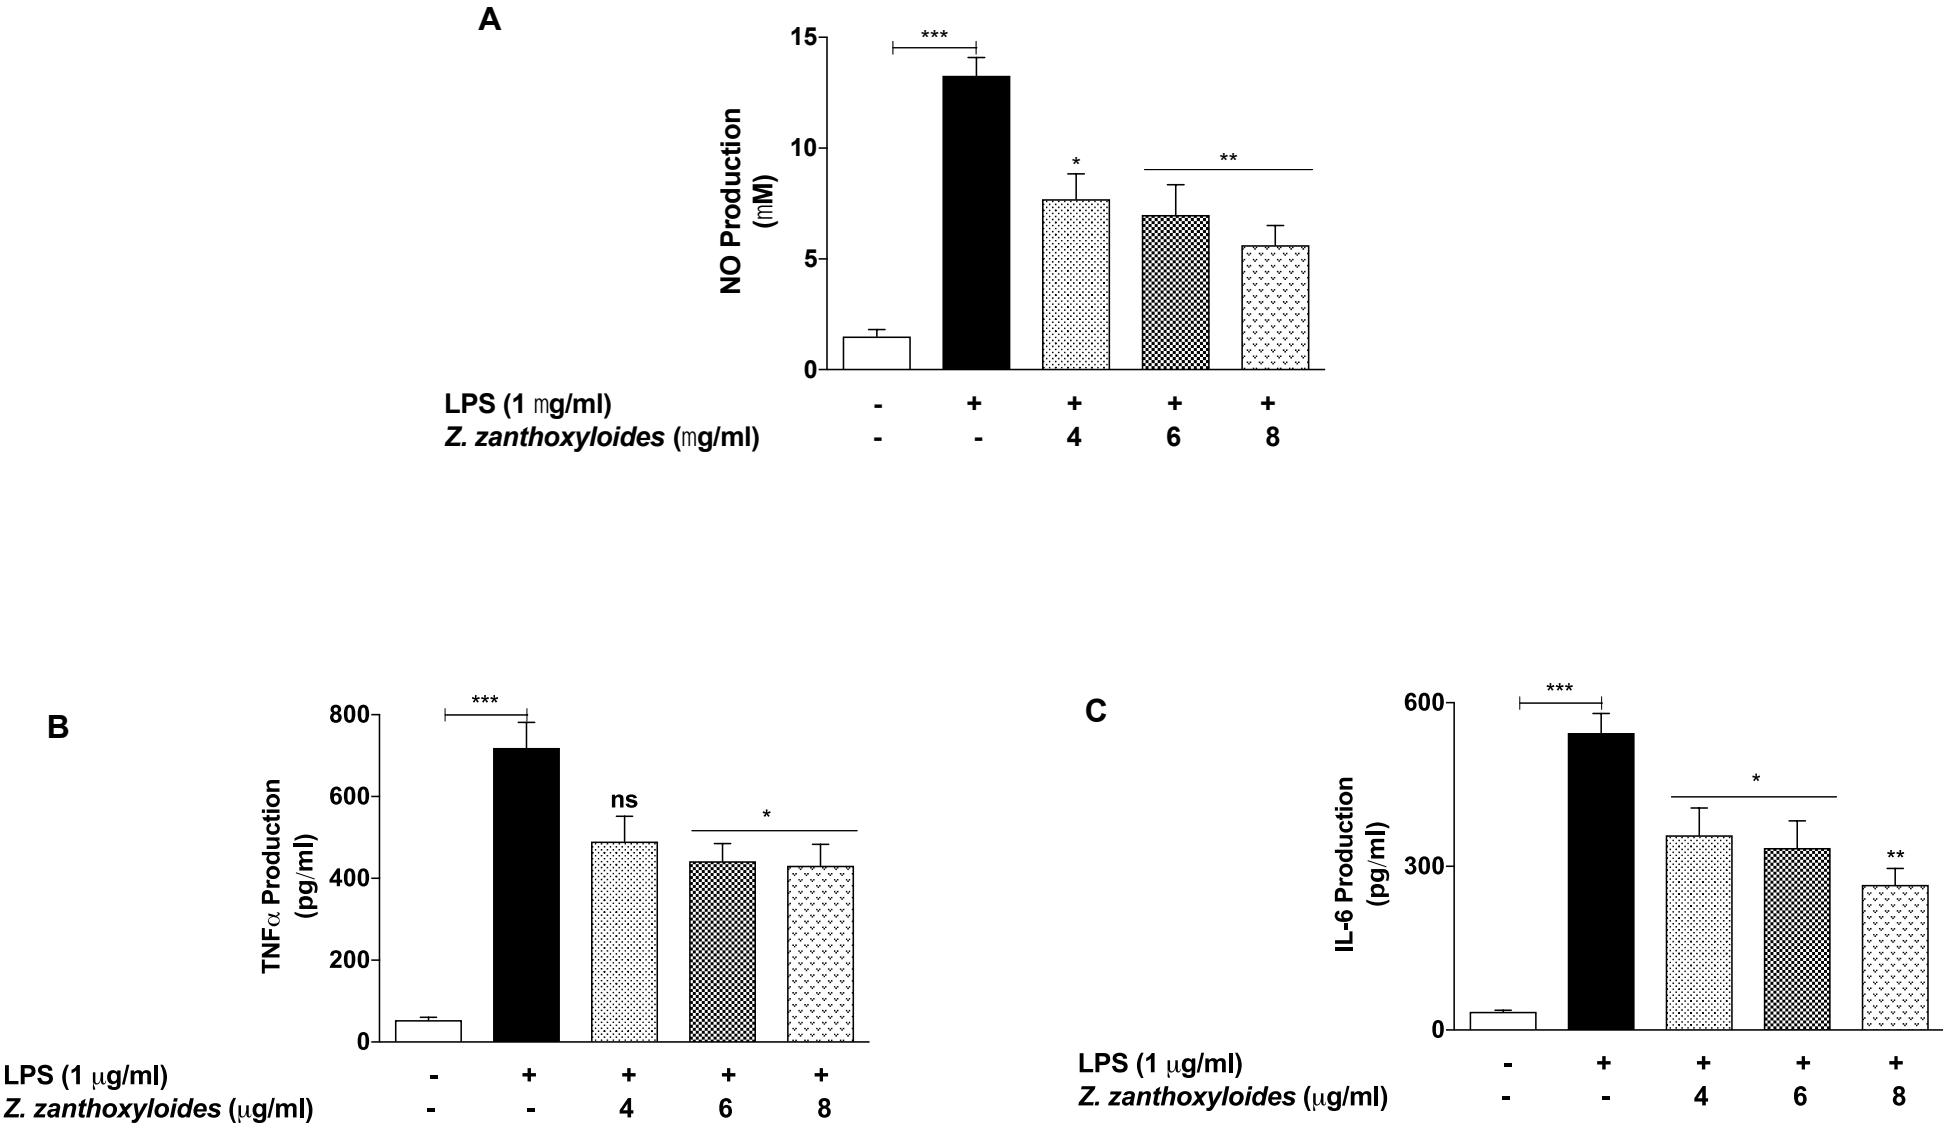 A
15
10
5
0
NO Production
(mM)
***
*
**
LPS (1 mg/ml) - + + + +
Z. zanthoxyloides (mg/ml) - - 4 6 8
B
800
600
400
200
0
TNFα Production
(pg/ml)
***
ns
*
LPS (1 μg/ml) - + + + +
Z. zanthoxyloides (μg/ml) - - 4 6 8
C
600
300
0
IL-6 Production
(pg/ml)
***
*
**
LPS (1 μg/ml) - + + + +
Z. zanthoxyloides (μg/ml) - - 4 6 8